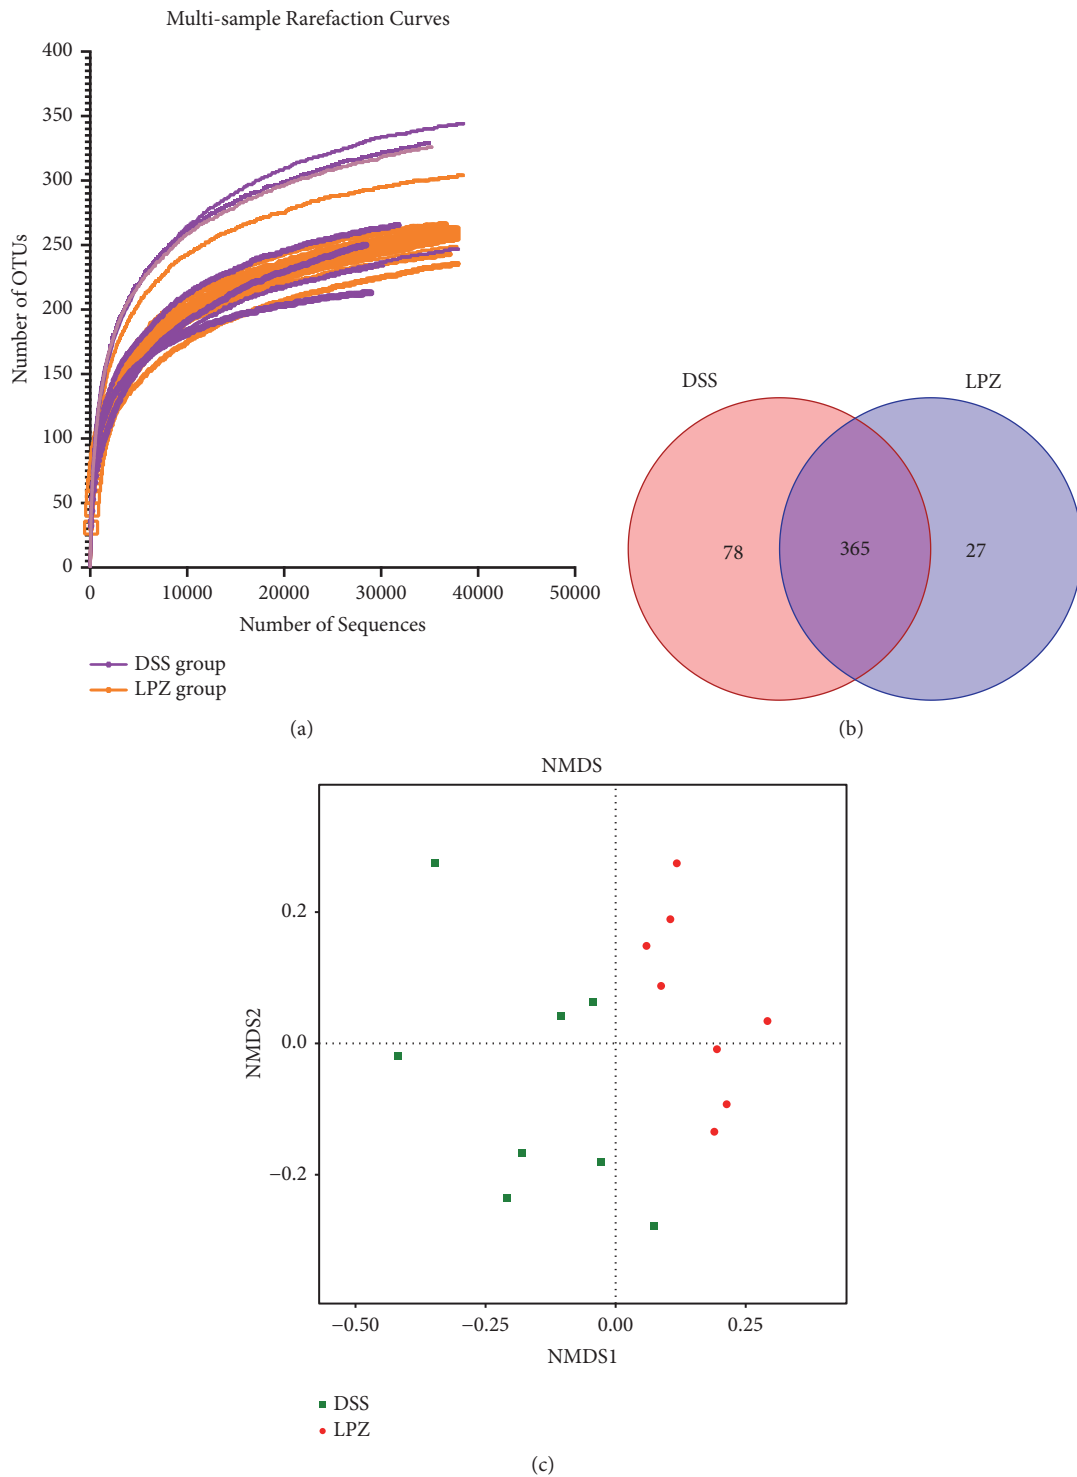 Multi-sample Rarefaction Curves
400
350
300
250
200
150
100
50
0
Number of OTUs
0 10000 20000 30000 40000 50000
Number of Sequences
DSS group
LPZ group
(a)
DSS LPZ
78 365 27
(b)
NMDS
0.2
0.0
−0.2
NMDS2
−0.50 −0.25 0.00 0.25
NMDS1
DSS
LPZ
(c)